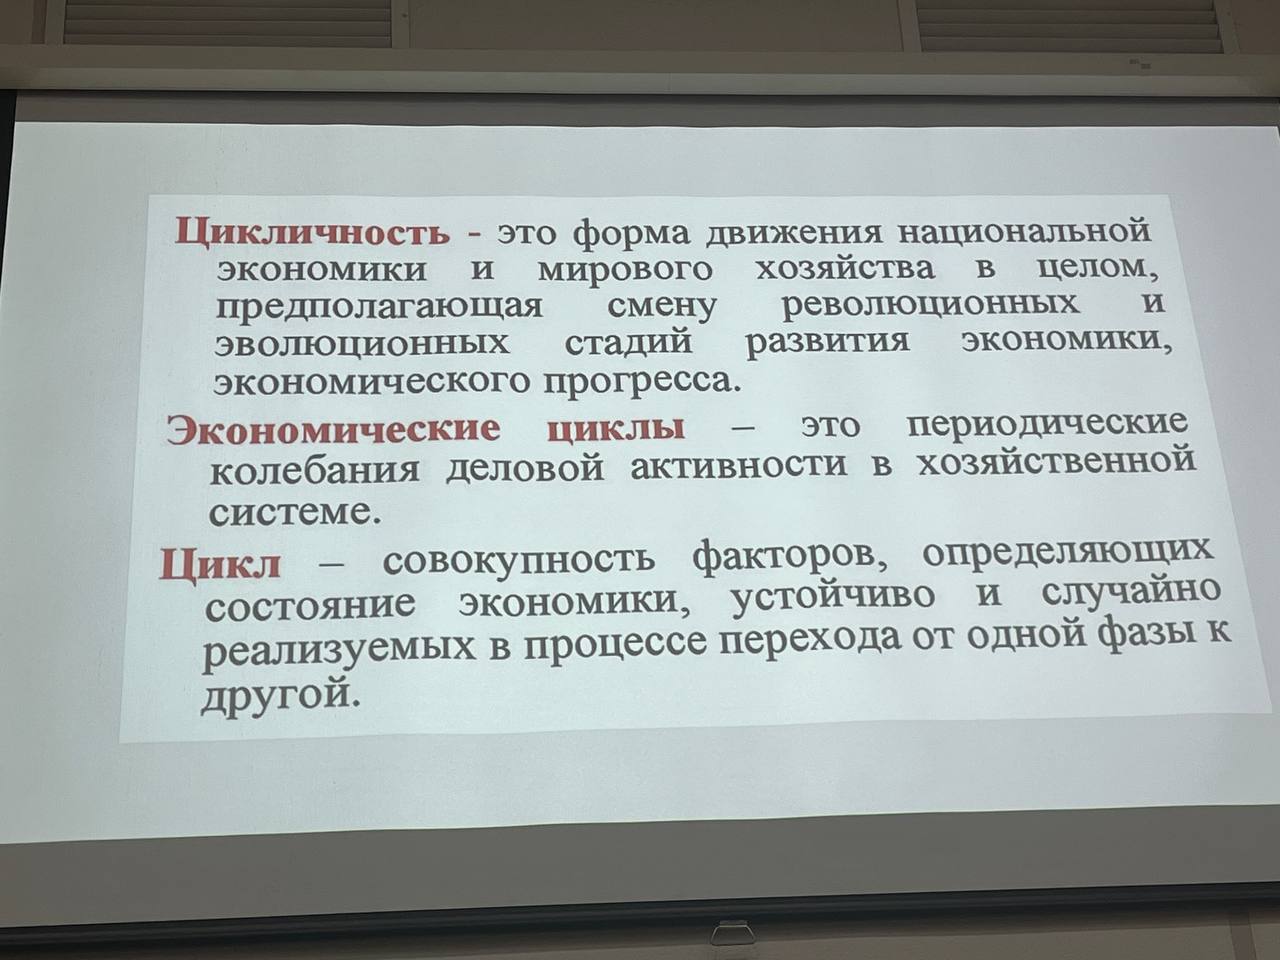 Цикличность - это форма движения национальной
экономики и мирового хозяйства в целом,
предполагающая смену революционных и
эволюционных стадий развития экономики,
экономического прогресса.
Экономические циклы – это периодические
колебания деловой активности в хозяйственной
системе.
Цикл – совокупность факторов, определяющих
состояние экономики, устойчиво и случайно
реализуемых в процессе перехода от одной фазы к
другой.